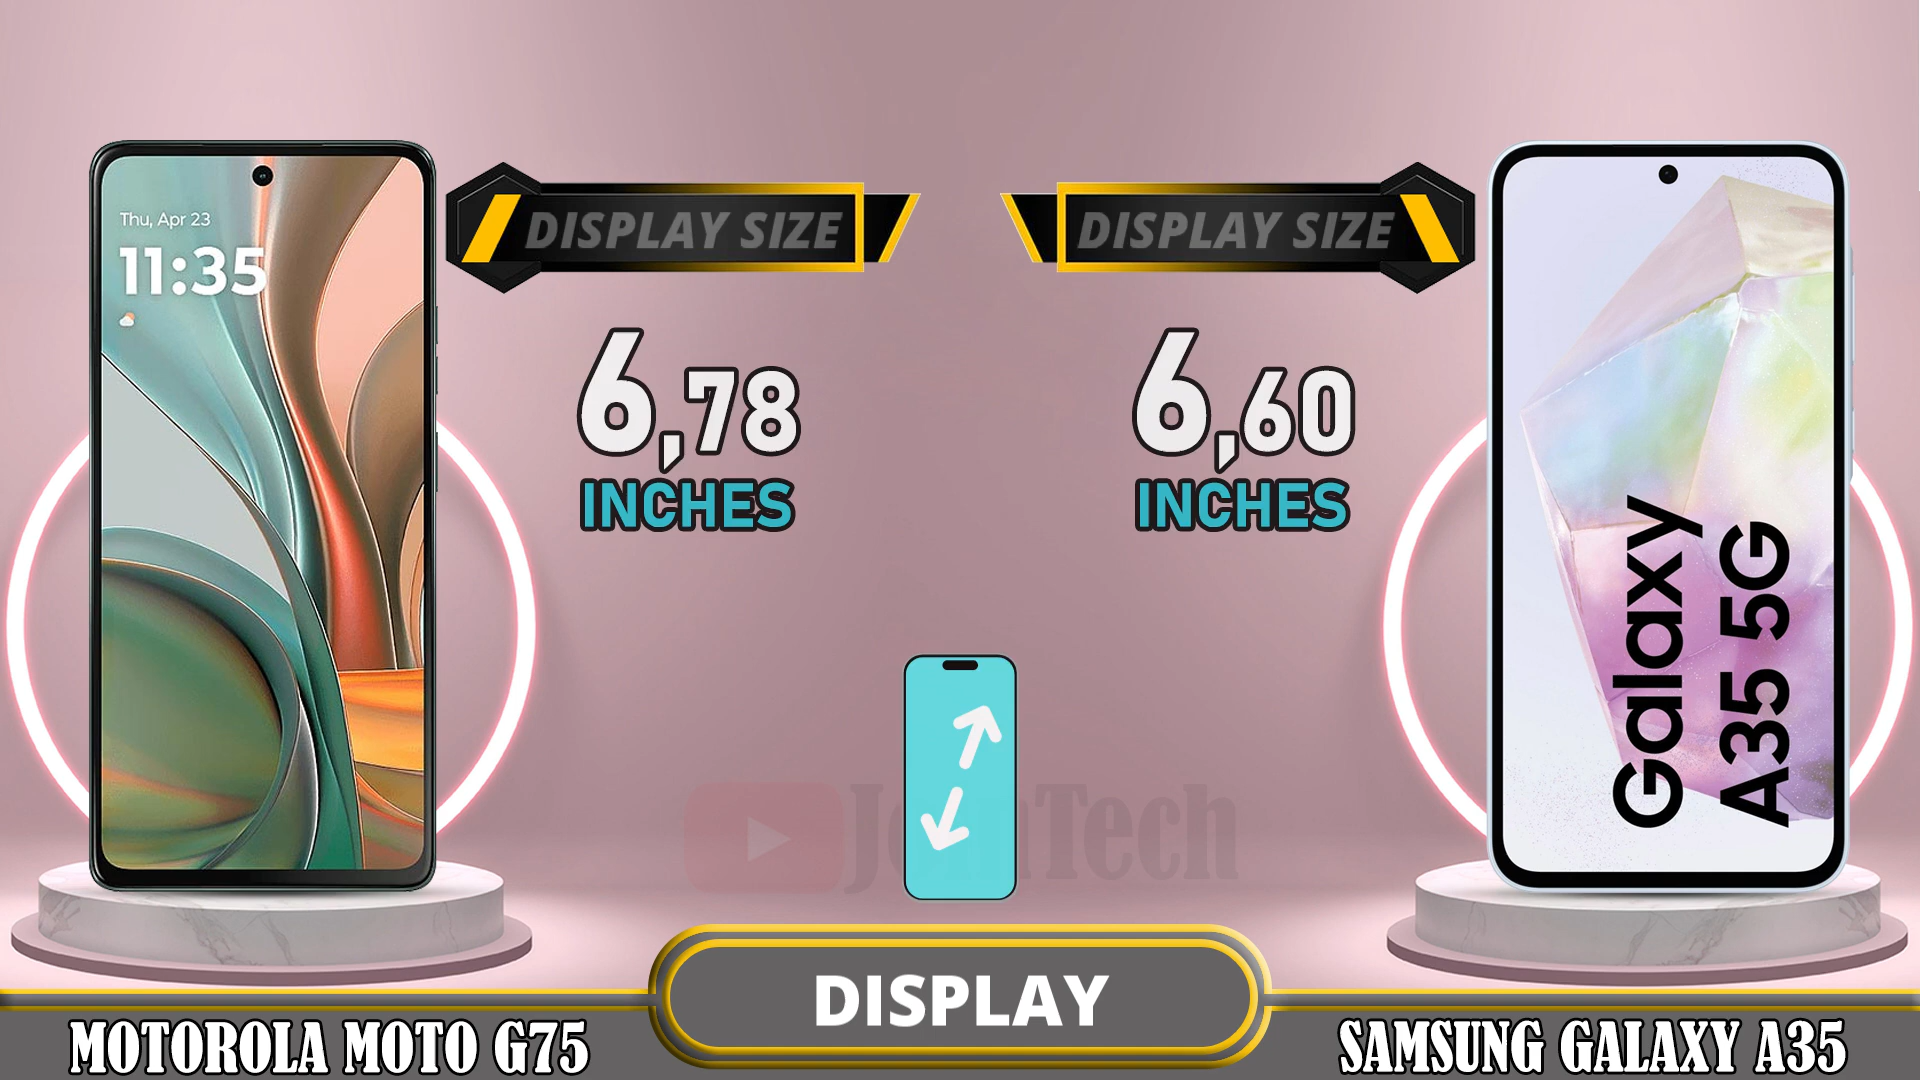 Thu, Apr 23
11:35
DISPLAY SIZE
6,78
INCHES
DISPLAY SIZE
6,60
INCHES
Galaxy
A35 5G
DISPLAY
MOTOROLA MOTO G75
SAMSUNG GALAXY A35